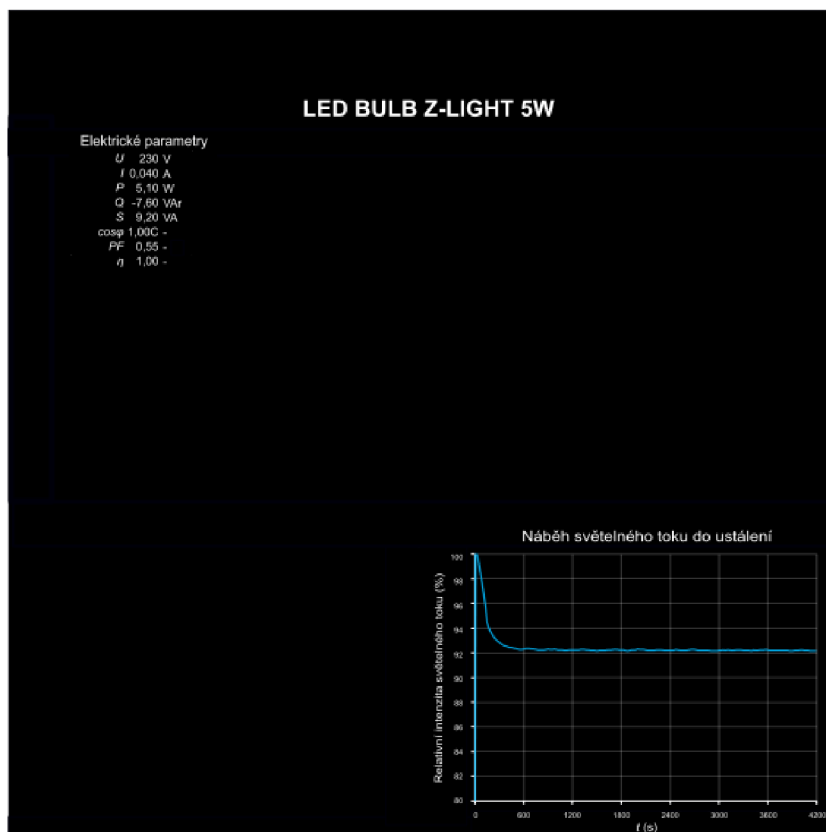 LED BULB Z-LIGHT 5W
Elektrické parametry
U 230 V
I 0,040 A
P 5,10 W
Q -7,60 VAr
S 9,20 VA
cosφ 1,00C -
PF 0,55 -
η 1,00 -
Náběh světelného toku do ustálení
Relativní intenzita světelného toku (%)
100
98
96
94
92
90
88
86
84
82
80
0 600 1200 1800 2400 3000 3600 4200
t (s)